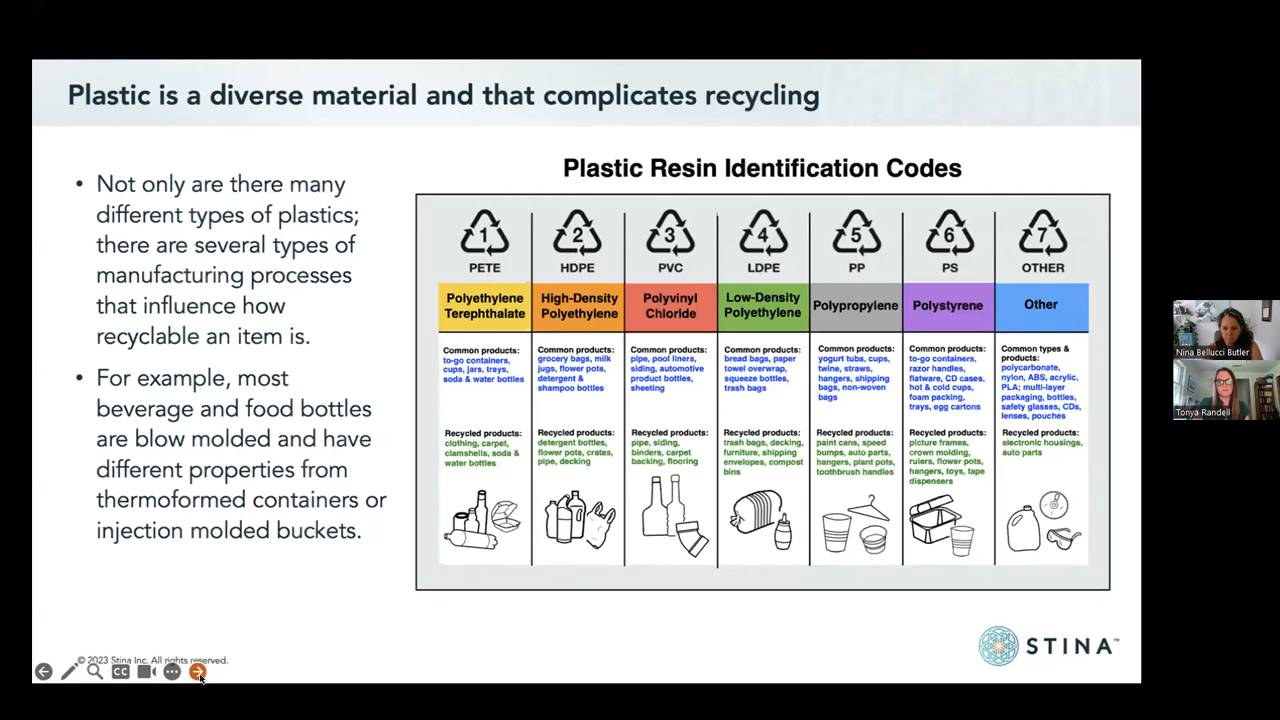 Plastic is a diverse material and that complicates recycling
• Not only are there many
different types of plastics;
there are several types of
manufacturing processes
that influence how
recyclable an item is.
• For example, most
beverage and food bottles
are blow molded and have
different properties from
thermoformed containers or
injection molded buckets.
Plastic Resin Identification Codes
1
PETE
Polyethylene
Terephthalate
Common products:
to-go containers,
cups, jars, trays,
soda & water bottles
Recycled products:
clothing, carpet,
clamshells, soda &
water bottles
2
HDPE
High-Density
Polyethylene
Common products:
grocery bags, milk
jugs, flower pots,
detergent &
shampoo bottles
Recycled products:
detergent bottles,
flower pots, crates,
pipe, decking
3
PVC
Polyvinyl
Chloride
Common products:
pipe, pool liners,
siding, automotive
product bottles,
sheeting
Recycled products:
pipe, siding,
binders, carpet
backing, flooring
4
LDPE
Low-Density
Polyethylene
Common products:
bread bags, paper
towel overwrap,
squeeze bottles,
trash bags
Recycled products:
trash bags, decking,
furniture, shipping
envelopes, compost
bins
5
PP
Polypropylene
Common products:
yogurt tubs, cups,
twine, straws,
hangers, shipping
bags, non-woven
bags
Recycled products:
paint cans, speed
bumps, auto parts,
hangers, plant pots,
toothbrush handles
6
PS
Polystyrene
Common products:
to-go containers,
razor handles,
flatware, CD cases,
hot & cold cups,
foam packing,
trays, egg cartons
Recycled products:
picture frames,
crown molding,
rulers, flower pots,
hangers, toys, tape
dispensers
7
OTHER
Other
Common types &
products:
polycarbonate,
nylon, ABS, acrylic,
PLA; multi-layer
packaging, bottles,
safety glasses, CDs,
lenses, pouches
Recycled products:
electronic housings,
auto parts
Nina Bellucci Butler
Tonya Randell
© 2023 Stina Inc. All rights reserved.
CC
STINA™